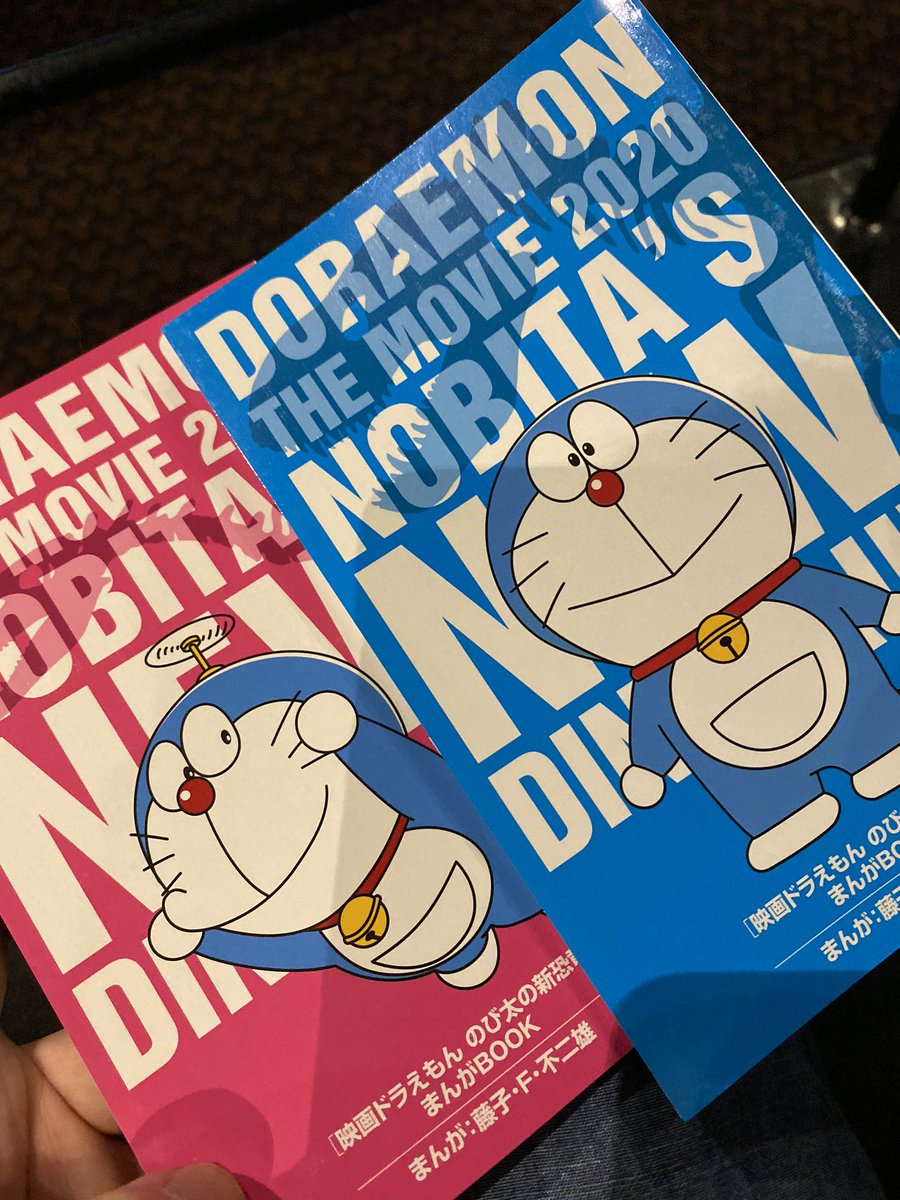 DORAEMON
THE MOVIE 2020
NOBITA'S
DIN
[映画ドラえもん のび
まんがBO
まんが:藤子
RAEMO
MOVIE 2
OBITA'
NEW
DIN
[映画ドラえもん のび太の新恐
まんがBOOK
まんが:藤子・F・不二雄